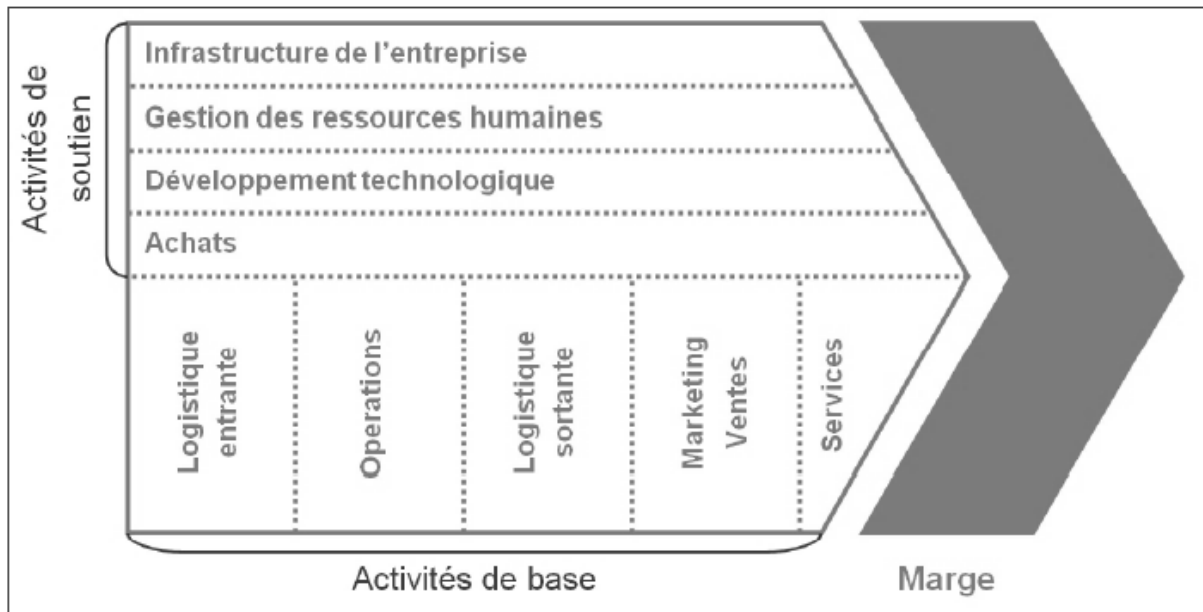 Activités de
soutien
Infrastructure de l'entreprise
Gestion des ressources humaines
Développement technologique
Achats
Logistique
entrante
Operations
Logistique
sortante
Marketing
Ventes
Services
Activités de base
Marge